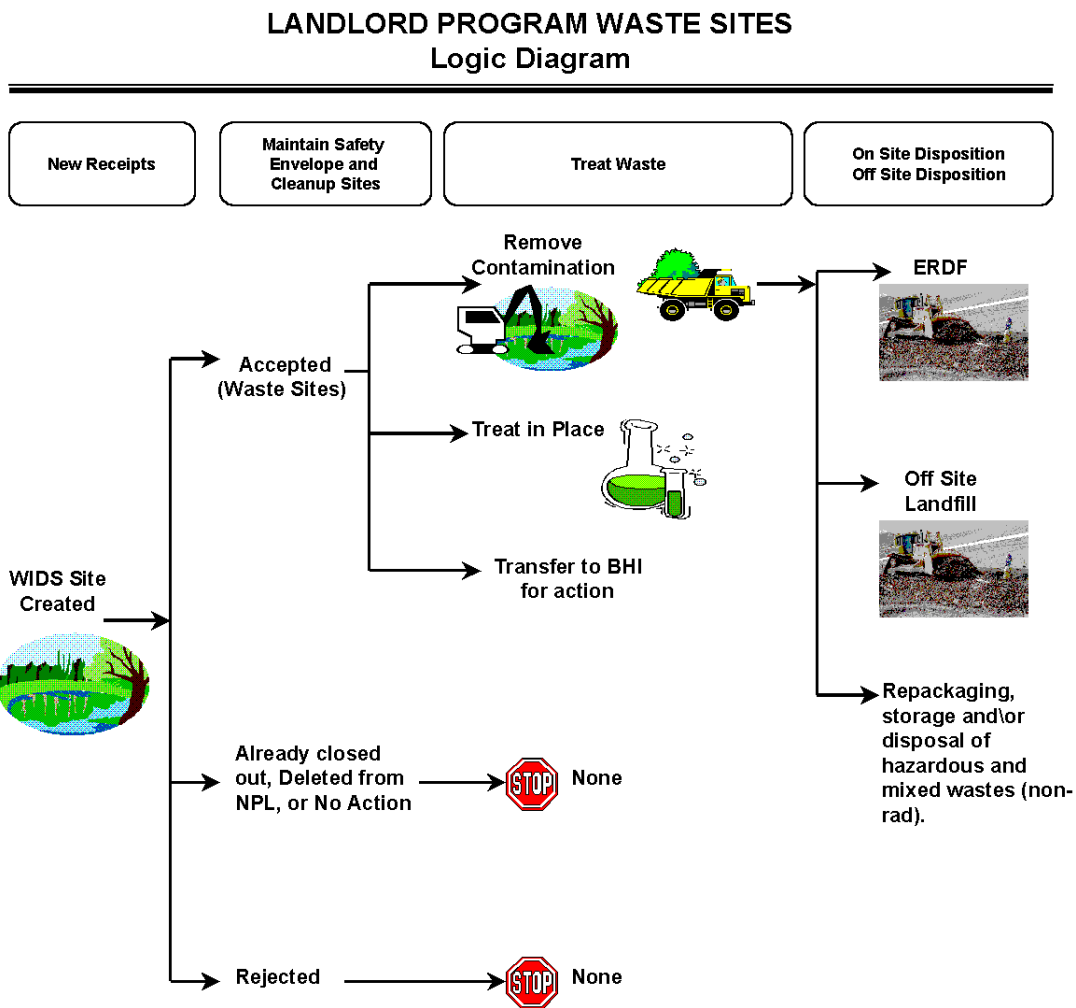 LANDLORD PROGRAM WASTE SITES
Logic Diagram
New Receipts
Maintain Safety
Envelope and
Cleanup Sites
Treat Waste
On Site Disposition
Off Site Disposition
Remove
Contamination
ERDF
Accepted
(Waste Sites)
Treat in Place
Off Site
Landfill
Transfer to BHI
for action
WIDS Site
Created
Repackaging,
storage and\or
disposal of
hazardous and
mixed wastes (non-
rad).
Already closed
out, Deleted from
NPL, or No Action
STOP
None
Rejected
STOP
None